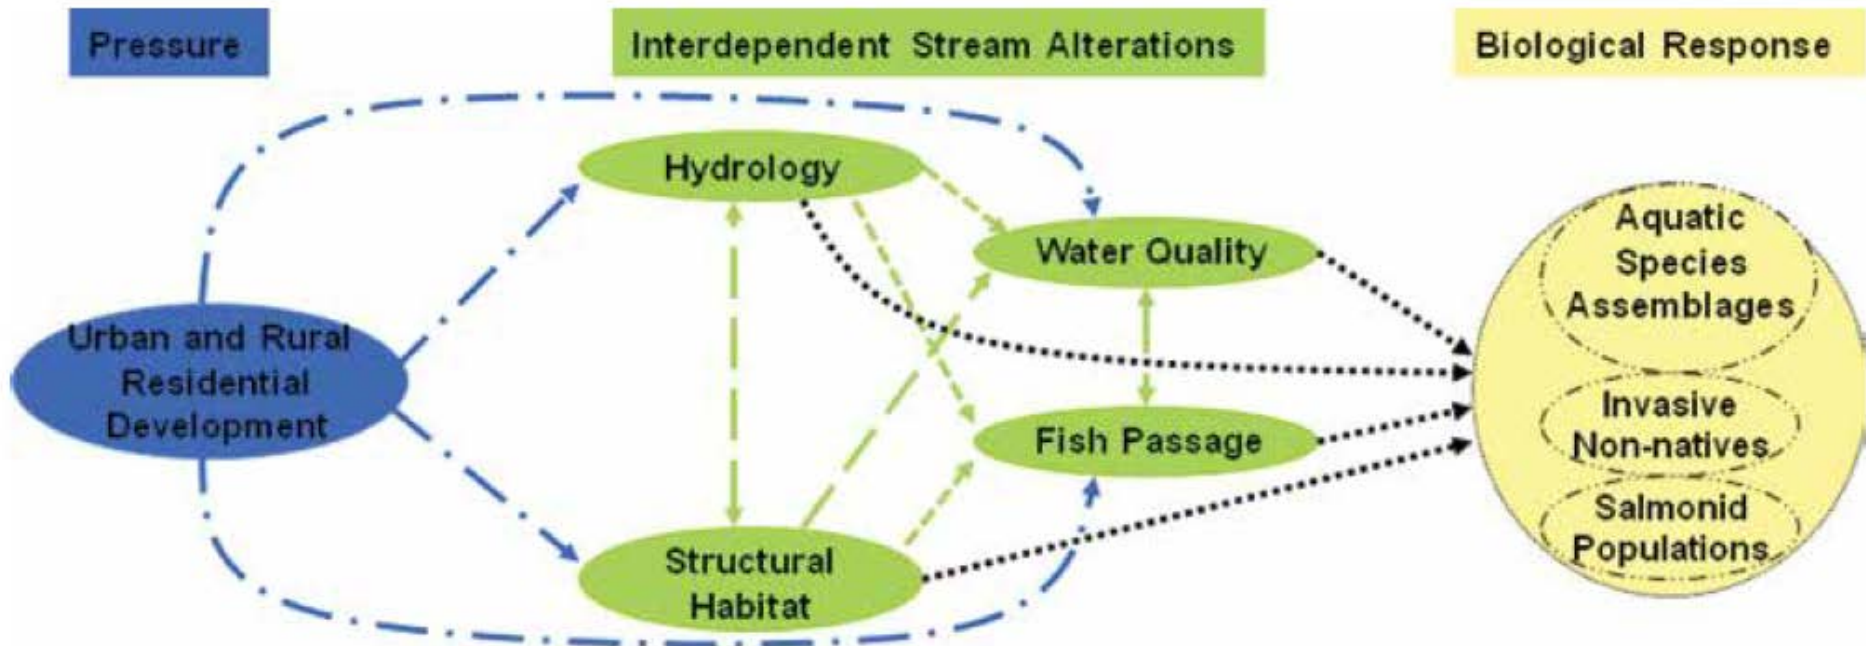 Pressure
Interdependent Stream Alterations
Biological Response
Hydrology
Water Quality
Urban and Rural
Residential
Development
Fish Passage
Structural
Habitat
Aquatic
Species
Assemblages
Invasive
Non-natives
Salmonid
Populations